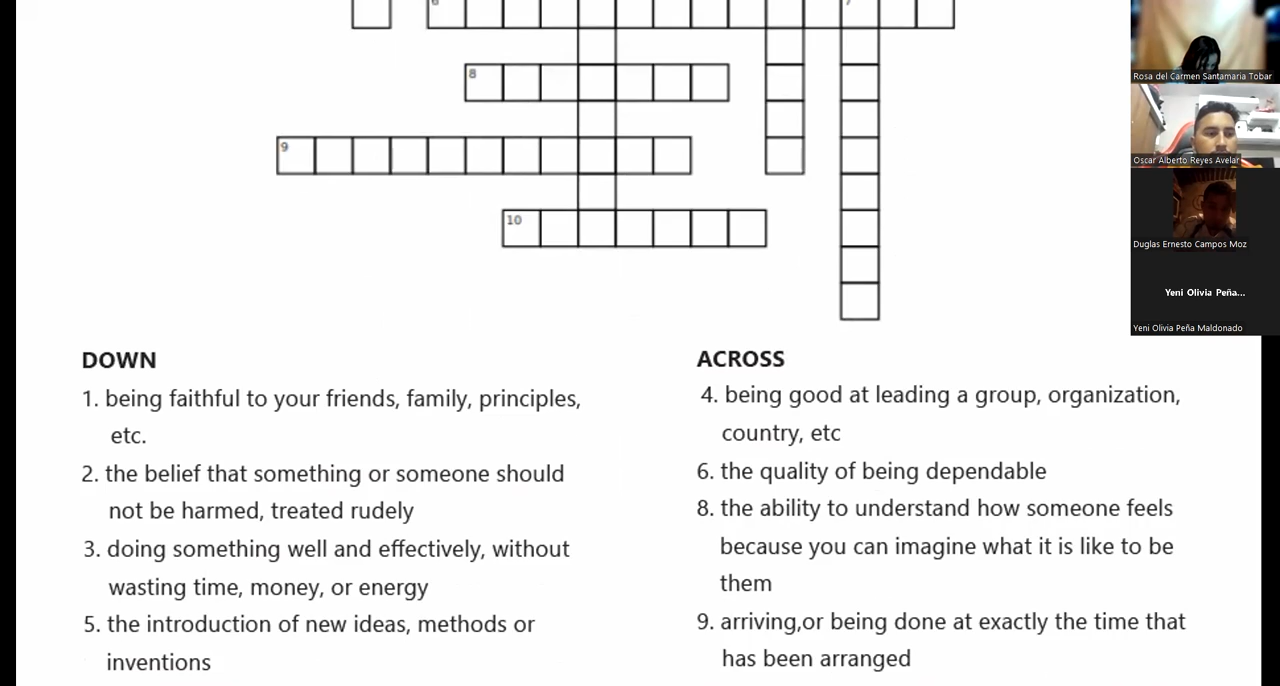 6
7
8
9
10
Rosa del Carmen Santamaria Tobar
Oscar Alberto Reyes Avelar
Duglas Ernesto Campos Moz
Yeni Olivia Peña...
Yeni Olivia Peña Maldonado
DOWN
1. being faithful to your friends, family, principles,
etc.
2. the belief that something or someone should
not be harmed, treated rudely
3. doing something well and effectively, without
wasting time, money, or energy
5. the introduction of new ideas, methods or
inventions
ACROSS
4. being good at leading a group, organization,
country, etc
6. the quality of being dependable
8. the ability to understand how someone feels
because you can imagine what it is like to be
them
9. arriving,or being done at exactly the time that
has been arranged